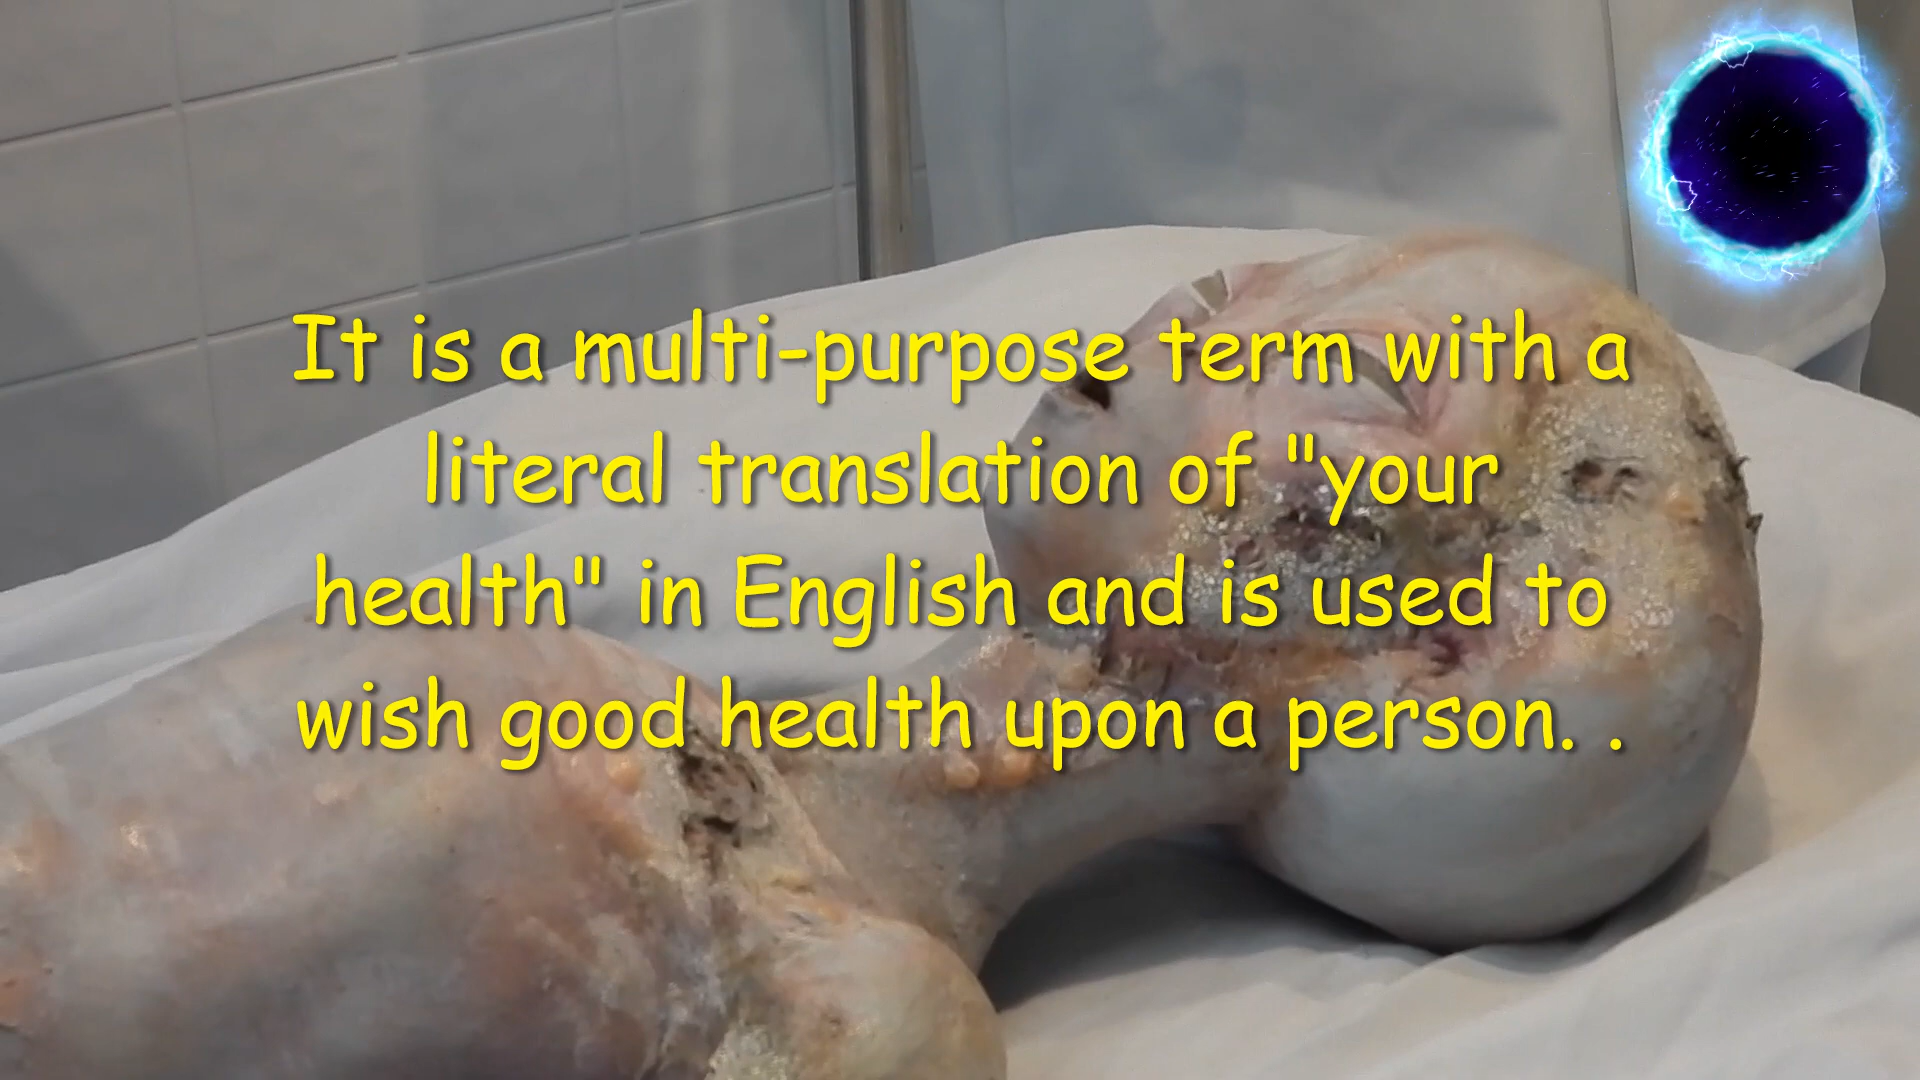 It is a multi-purpose term with a
literal translation of "your
health" in English and is used to
wish good health upon a person. .